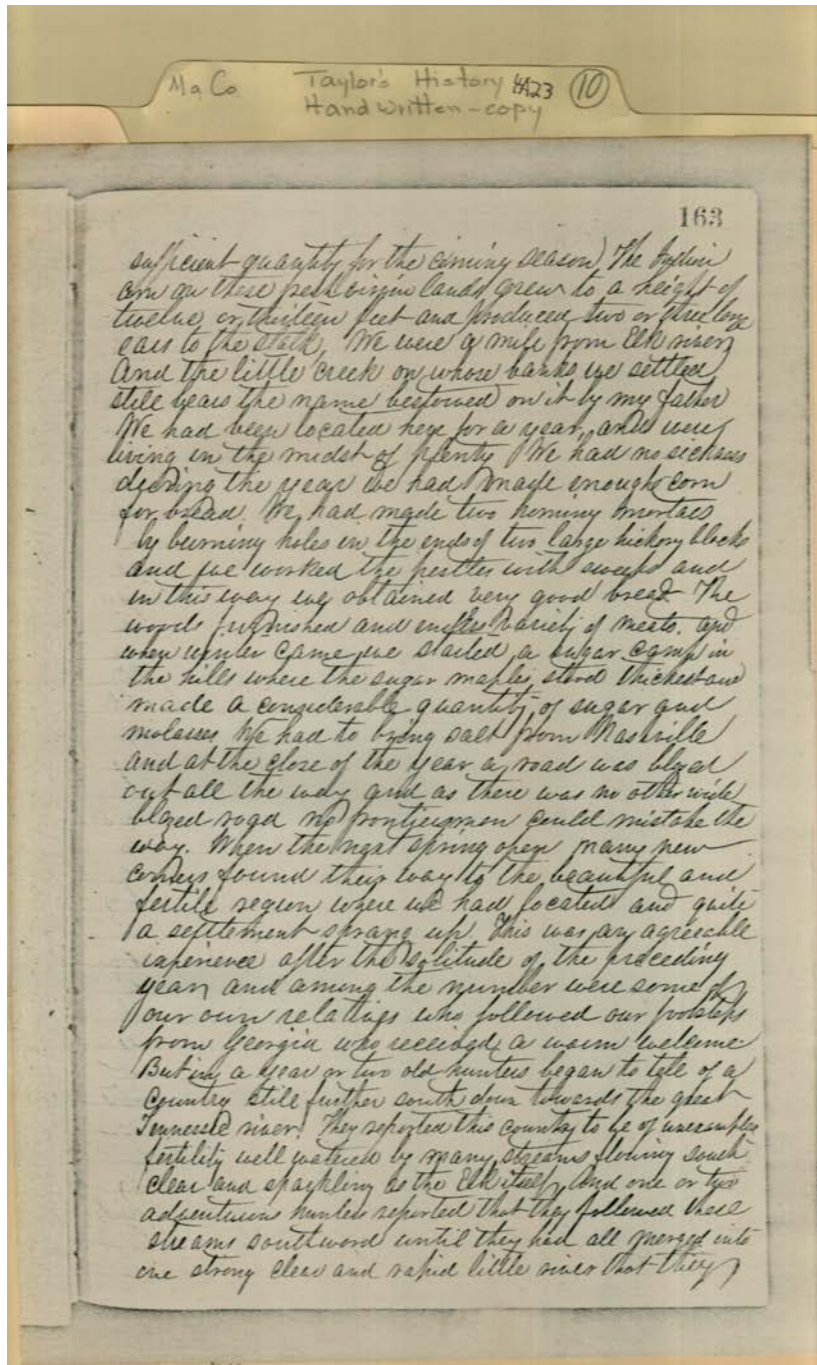 Ma Co Taylor's History 4A23 10
Handwritten-copy
163
sufficient quantity for the coming season. The Indian
corn on these fresh virgin lands grew to a height of
twelve or thirteen feet and produced two or three large
ears to the stalk. We were a mile from Elk river
And the little creek on whose banks we settled
still bears the name bestowed on it by my father
We had been located here for a year, and were
living in the midst of plenty We had no sickness
during the year we had made enough corn
for bread. We had made two hominy mortars
by burning holes in the ends of two large hickory blocks
and we worked the pestles with sweeps and
in this way we obtained very good bread. The
woods furnished and variety of meats. and
when winter came we started a sugar camp in
the hills where the sugar maples stood thickest and
made a considerable quantity of sugar and
molasses We had to bring salt from Nashville
and at the close of the year a road was blazed
out all the way and as there was no other wide
blazed road no frontiersman could mistake the
way. When the next spring open many new
comers found their way to the beautiful and
fertile region where we had located and quite
a settlement sprang up. This was an agreeable
experience after the solitude of the preceding
year, and among the number were some of
our own relatives who followed our footsteps
from Georgia who received a warm welcome
But in a year or two old hunters began to tell of a
country still further south down towards the great
Tennessee river. They reported this country to be of unexampled
fertility well watered by many streams flowing south
clear and sparkling as the Elk itself, And one or two
adventurous hunters reported that they followed these
streams southward until they had all merged into
one strong clear and rapid little river that they